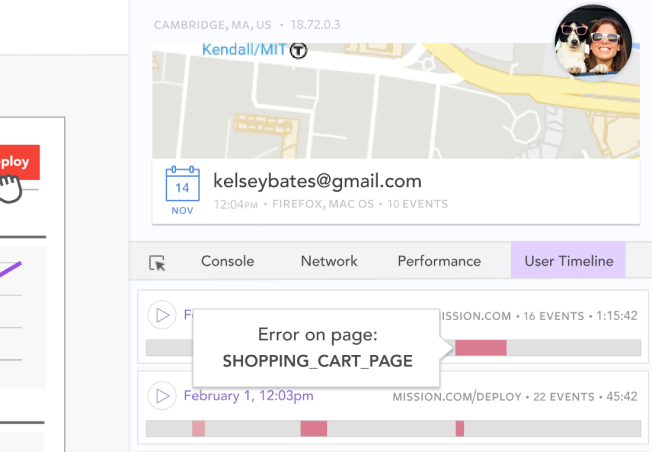 CAMBRIDGE, MA, US • 18.72.0.3
Kendall/MIT T
14
NOV
kelseybates@gmail.com
12:04PM • FIREFOX, MAC OS • 10 EVENTS
ploy
Console Network Performance User Timeline
F ISSION.COM • 16 EVENTS • 1:15:42
Error on page:
SHOPPING_CART_PAGE
February 1, 12:03pm MISSION.COM/DEPLOY • 22 EVENTS • 45:42